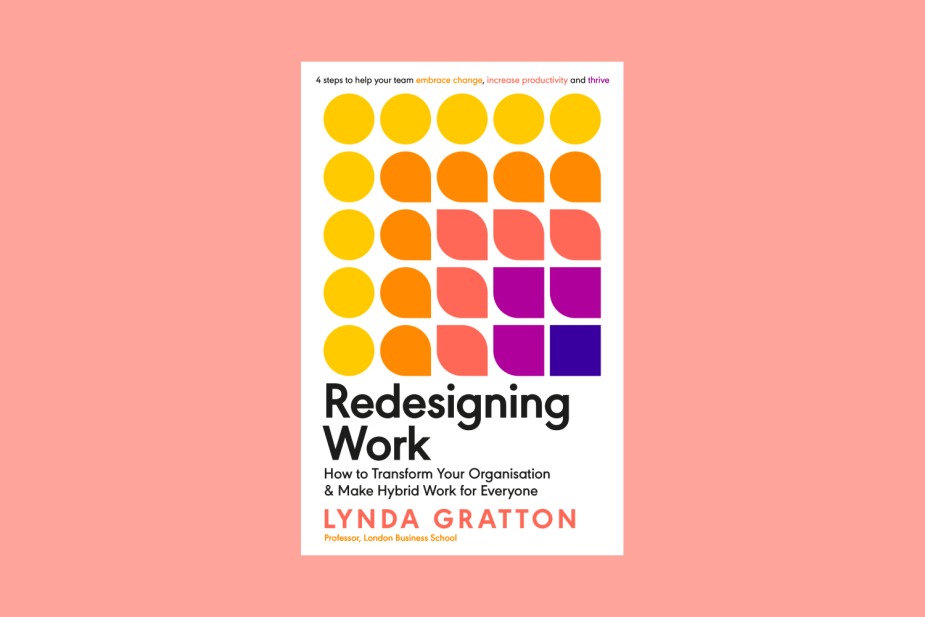 4 steps to help your team embrace change, increase productivity and thrive
Redesigning
Work
How to Transform Your Organisation
& Make Hybrid Work for Everyone
LYNDA GRATTON
Professor, London Business School